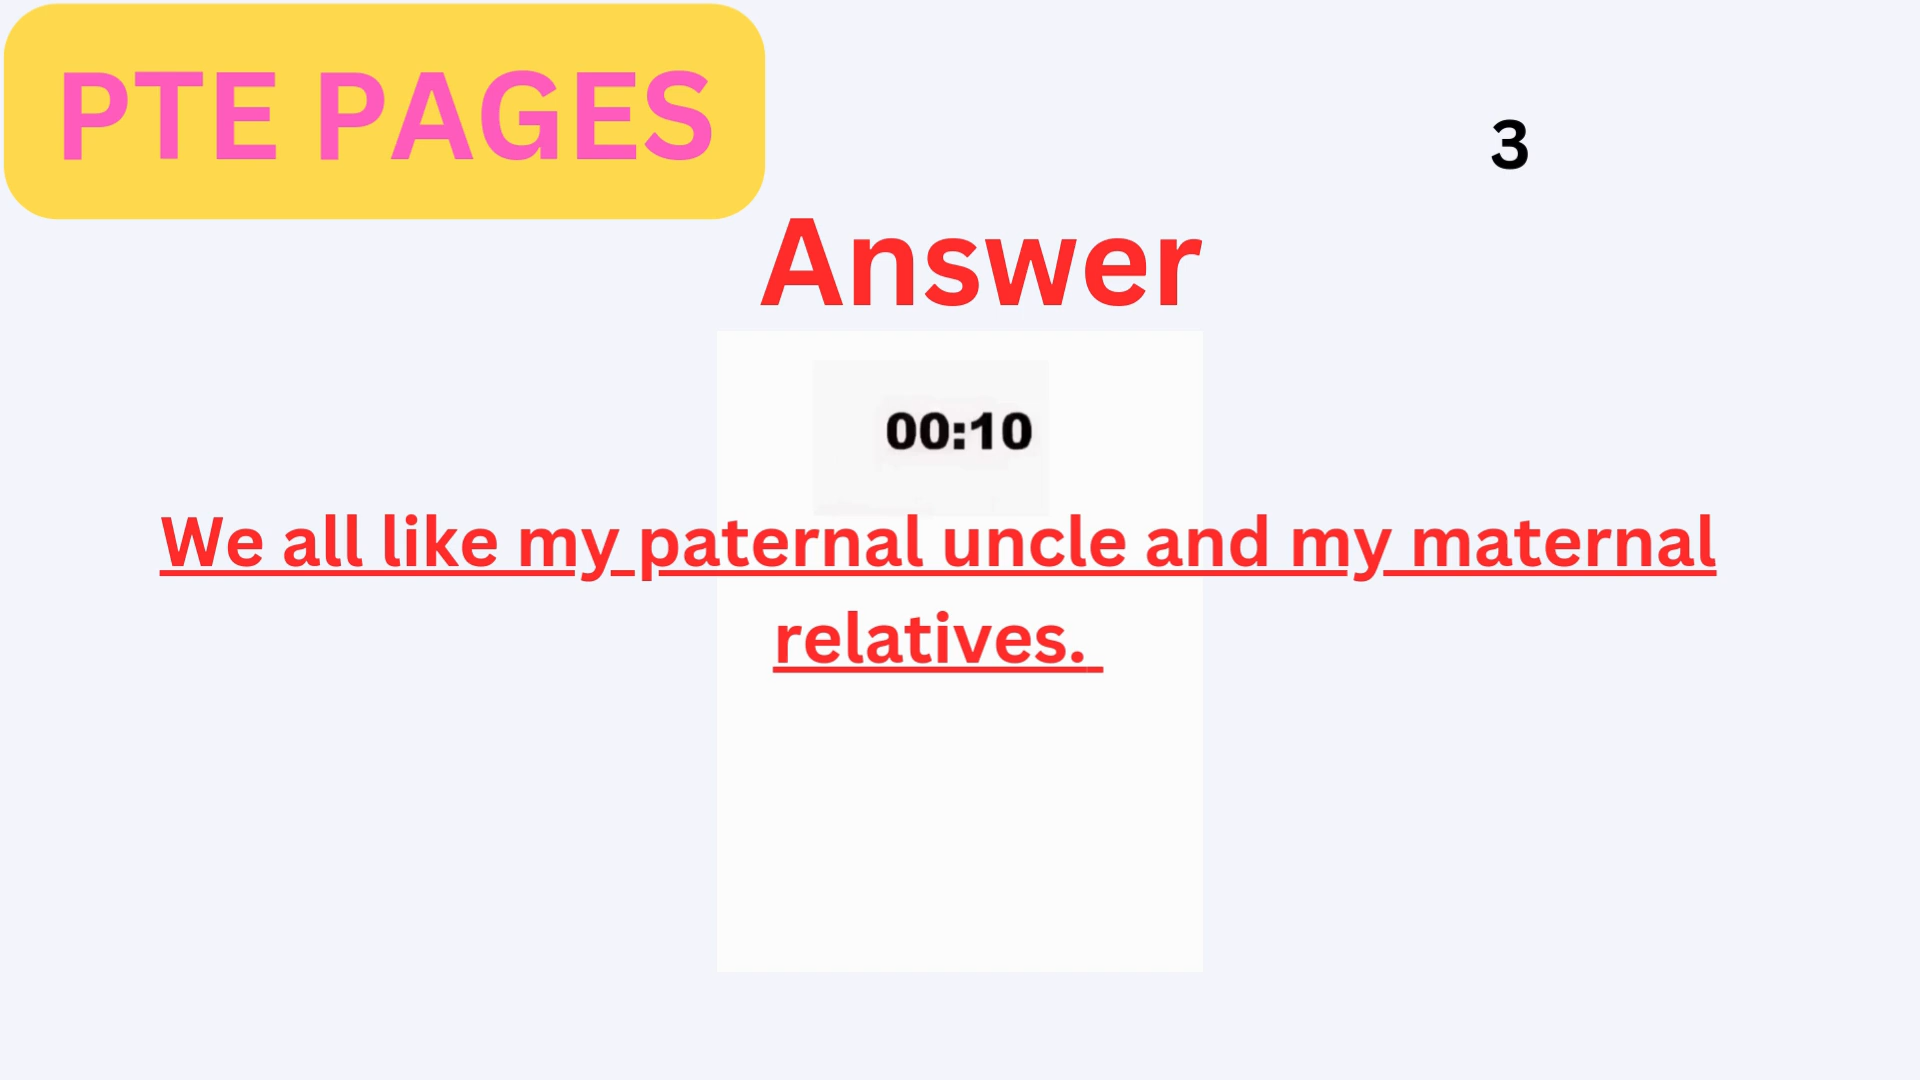 PTE PAGES
3
Answer
00:10
We all like my paternal uncle and my maternal
relatives.